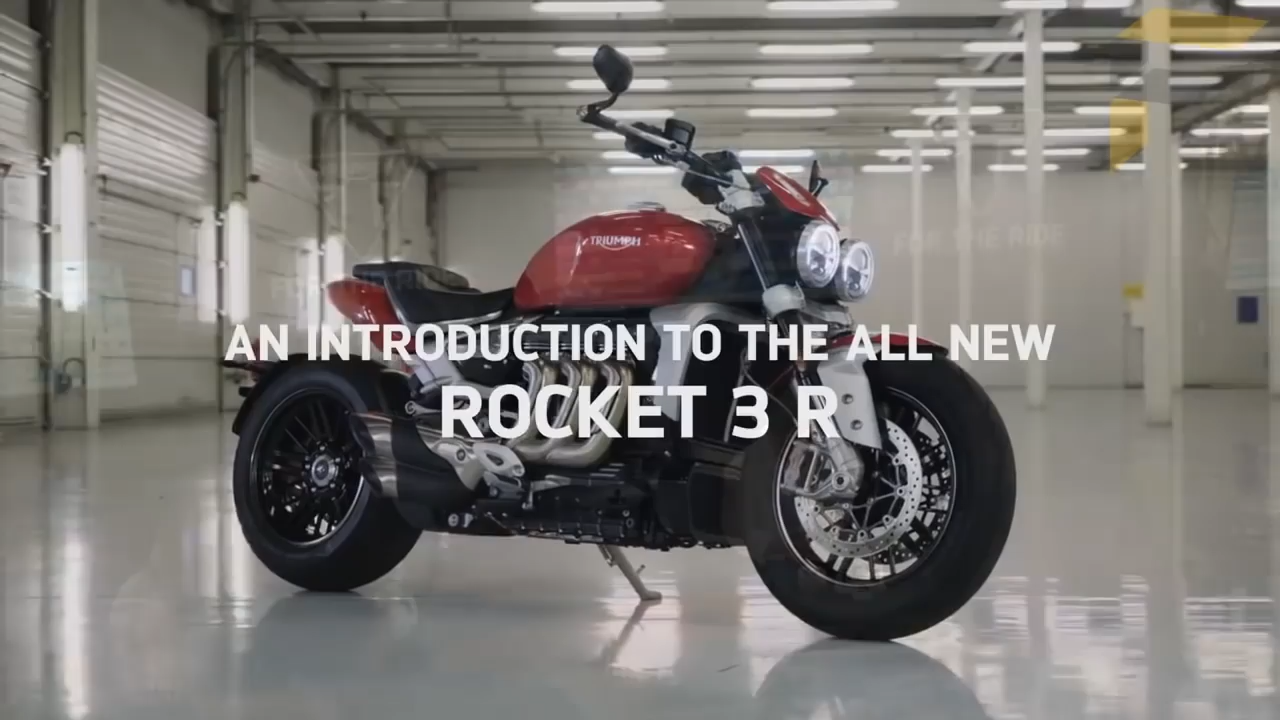 TRIUMPH
AN INTRODUCTION TO THE ALL NEW
ROCKET 3 R